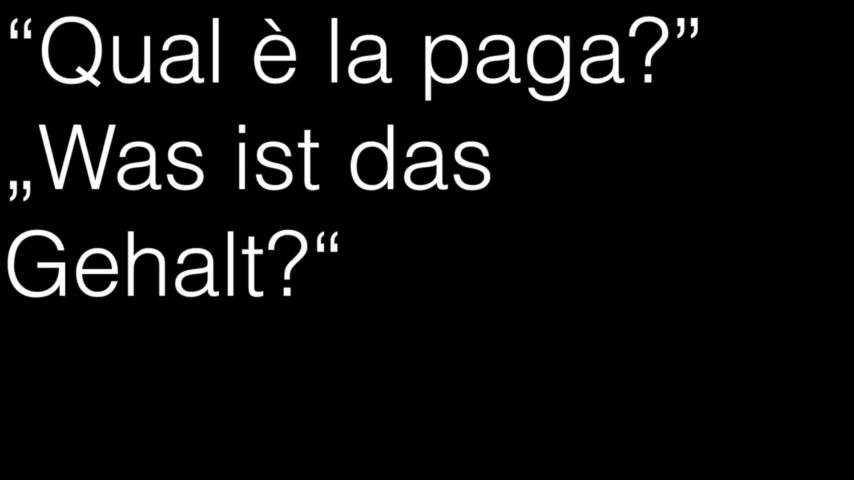 “Qual è la paga?”
„Was ist das
Gehalt?“